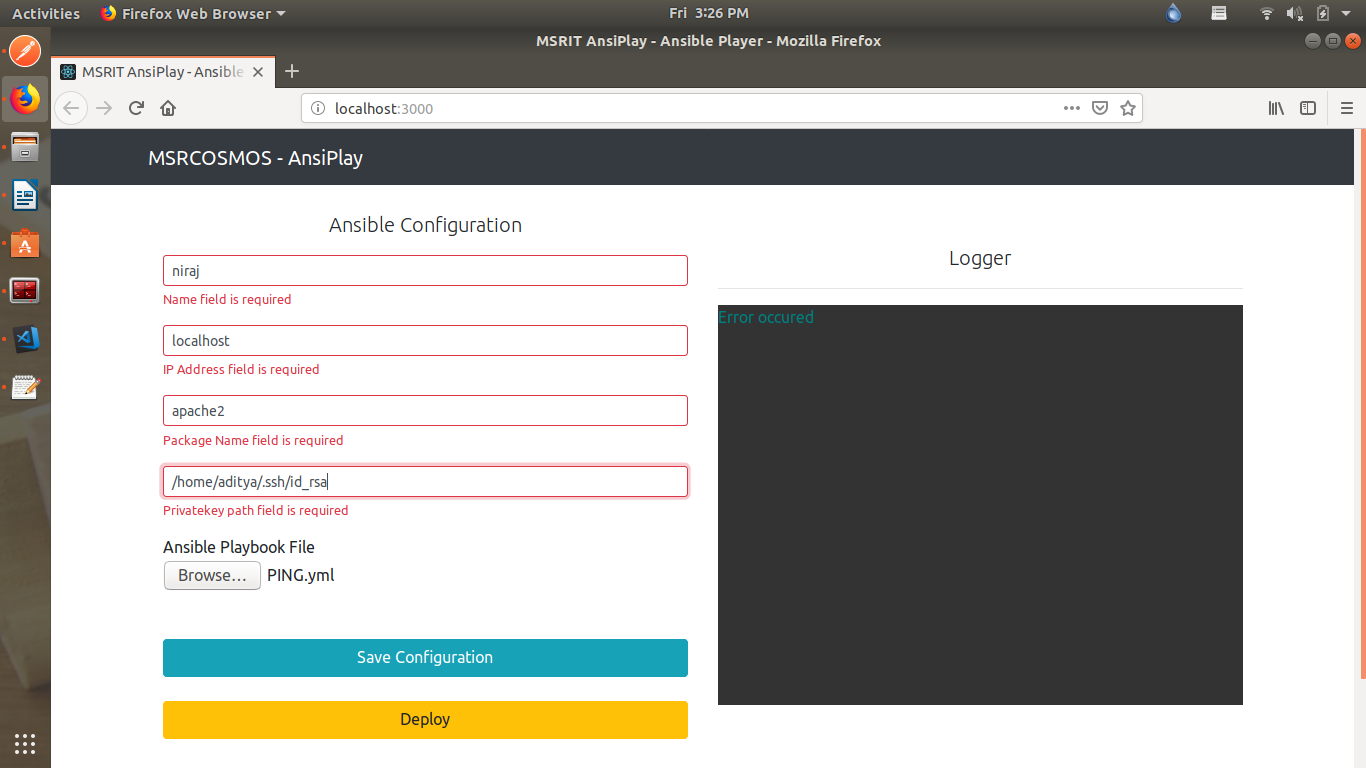 Activities
Firefox Web Browser
Fri 3:26 PM
MSRIT AnsiPlay - Ansible Player - Mozilla Firefox
MSRIT AnsiPlay - Ansible
localhost:3000
MSRCOSMOS - AnsiPlay
Ansible Configuration
niraj
Name field is required
localhost
IP Address field is required
apache2
Package Name field is required
/home/aditya/.ssh/id_rsa
Privatekey path field is required
Ansible Playbook File
Browse... PING.yml
Save Configuration
Deploy
Logger
Error occured